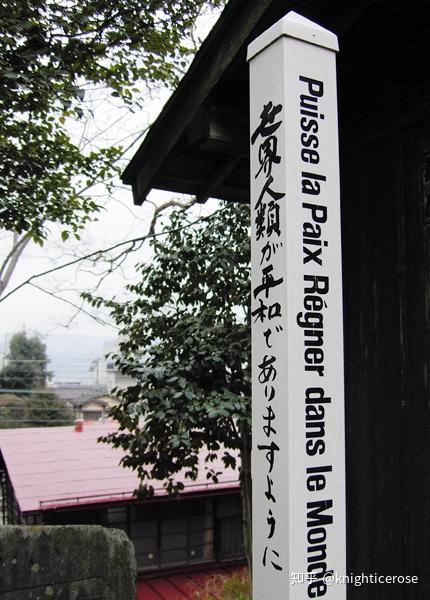 世界人類が平和でありますように
Puisse la Paix Régner dans le Monde
知乎 @knighticerose